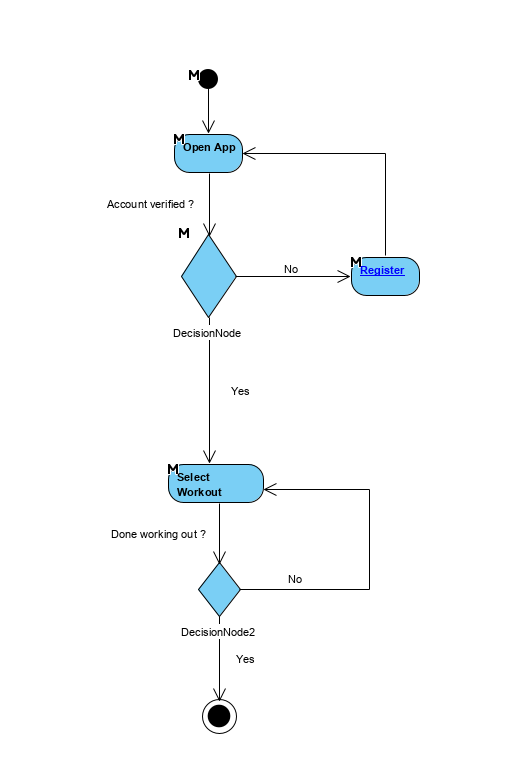 M
M
Open App
Account verified ?
M
No
M
Register
DecisionNode
Yes
M
Select
Workout
Done working out ?
No
DecisionNode2
Yes